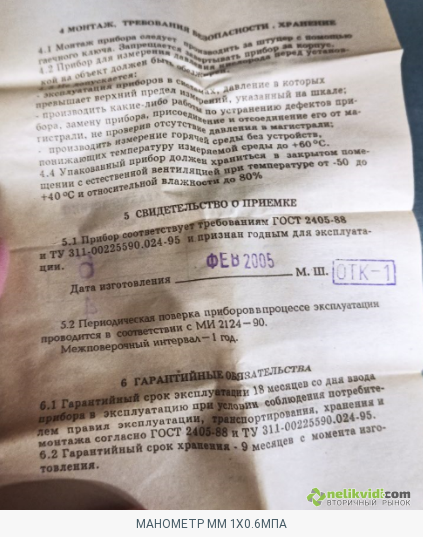 4 МОНТАЖ, ТРЕБОВАНИЯ БЕЗОПАСНОСТИ, ХРАНЕНИЕ
4.1 Монтаж прибора следует производить за штуцер с помощью
гаечного ключа. Запрещается завертывать прибор за корпус.
4.2 Прибор для измерения давления кислорода перед установ-
кой на объект должен быть обезжирен.
эксплуатация приборов в системах, давление в которых
превышает верхний предел измерений, указанный на шкале;
- производить какие-либо работы по устранению дефектов при-
бора, замену прибора, присоединение и отсоединение его от ма-
гистрали, не проверив отсутствие давления в магистрали;
- производить измерение горячей среды без устройств,
понижающих температуру измеряемой среды до +60°С.
4.4 Упакованный прибор должен храниться в закрытом поме-
щении с естественной вентиляцией при температуре от -50 до
+40°С и относительной влажности до 80%
5 СВИДЕТЕЛЬСТВО О ПРИЕМКЕ
5.1 Прибор соответствует требованиям ГОСТ 2405-88
и ТУ 311-00225590.024-95 и признан годным для эксплуата-
ции.
Дата изготовления ФЕВ 2005 М. Ш. ОТК-1
5.2 Периодическая поверка приборов в процессе эксплуатации
проводится в соответствии с МИ 2124-90.
Межповерочный интервал-1 год.
6 ГАРАНТИЙНЫЕ ОБЯЗАТЕЛЬСТВА
6.1 Гарантийный срок эксплуатации 18 месяцев со дня ввода
прибора в эксплуатацию при условии соблюдения потребите-
лем правил эксплуатации, транспортирования, хранения и
монтажа согласно ГОСТ 2405-88 и ТУ 311-00225590.024-95.
6.2 Гарантийный срок хранения - 9 месяцев с момента изго-
товления.
nelikvidi.com
ВТОРИЧНЫЙ РЫНОК
МАНОМЕТР ММ 1Х0.6МПА